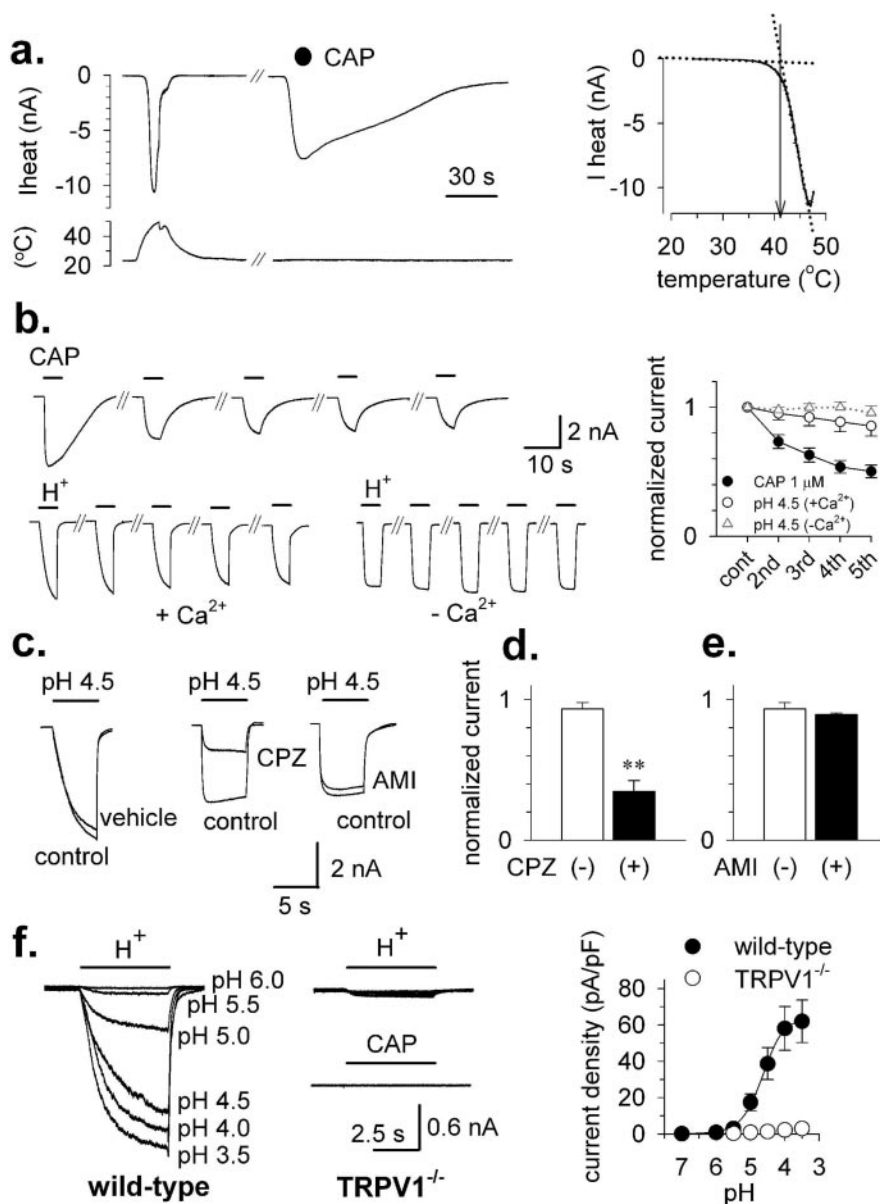 a.
● CAP
Iheat (nA)
0
-5
-10
30 s
(ºC)
40
20
I heat (nA)
0
-5
-10
20 30 40 50
temperature (°C)
b.
CAP
2 nA
10 s
H⁺
+ Ca²⁺
H⁺
- Ca²⁺
normalized current
1
0
● CAP 1 μM
○ pH 4.5 (+Ca²⁺)
△ pH 4.5 (-Ca²⁺)
cont 2nd 3rd 4th 5th
c.
pH 4.5 pH 4.5 pH 4.5
vehicle
control
CPZ
control
AMI
control
2 nA
5 s
d.
normalized current
1
**
0
CPZ (-) (+)
e.
1
0
AMI (-) (+)
f.
H⁺
pH 6.0
pH 5.5
pH 5.0
pH 4.5
pH 4.0
pH 3.5
wild-type
H⁺
CAP
2.5 s
0.6 nA
TRPV1⁻/⁻
● wild-type
○ TRPV1⁻/⁻
current density (pA/pF)
80
60
40
20
0
7 6 5 4 3
pH